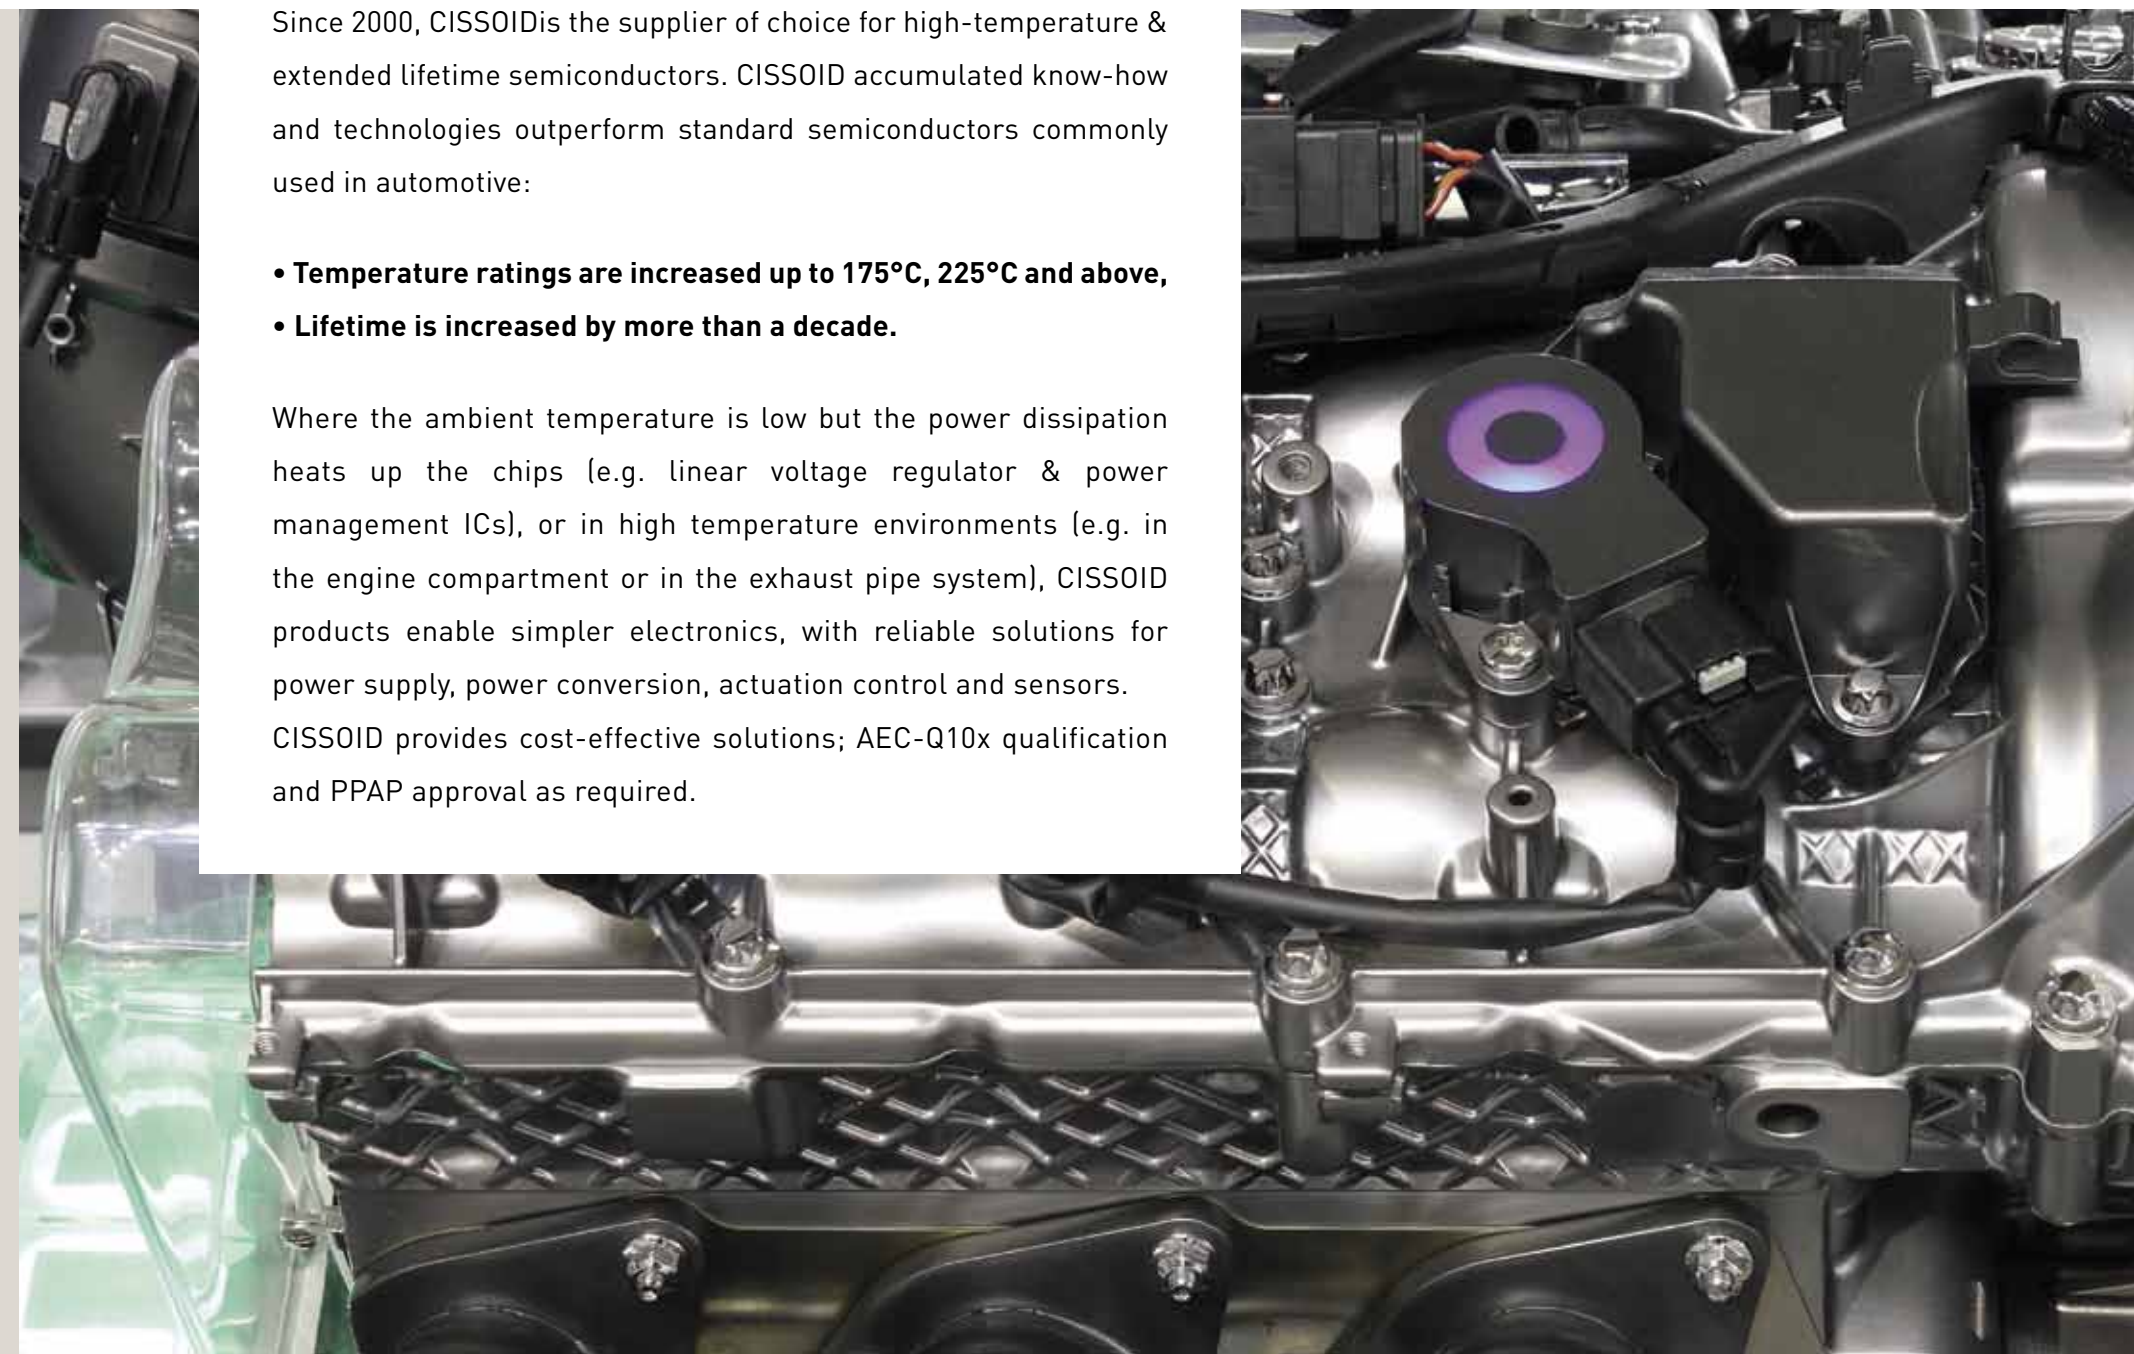 Since 2000, CISSOIDis the supplier of choice for high-temperature &
extended lifetime semiconductors. CISSOID accumulated know-how
and technologies outperform standard semiconductors commonly
used in automotive:
• Temperature ratings are increased up to 175°C, 225°C and above,
• Lifetime is increased by more than a decade.
Where the ambient temperature is low but the power dissipation
heats up the chips (e.g. linear voltage regulator & power
management ICs), or in high temperature environments (e.g. in
the engine compartment or in the exhaust pipe system), CISSOID
products enable simpler electronics, with reliable solutions for
power supply, power conversion, actuation control and sensors.
CISSOID provides cost-effective solutions; AEC-Q10x qualification
and PPAP approval as required.